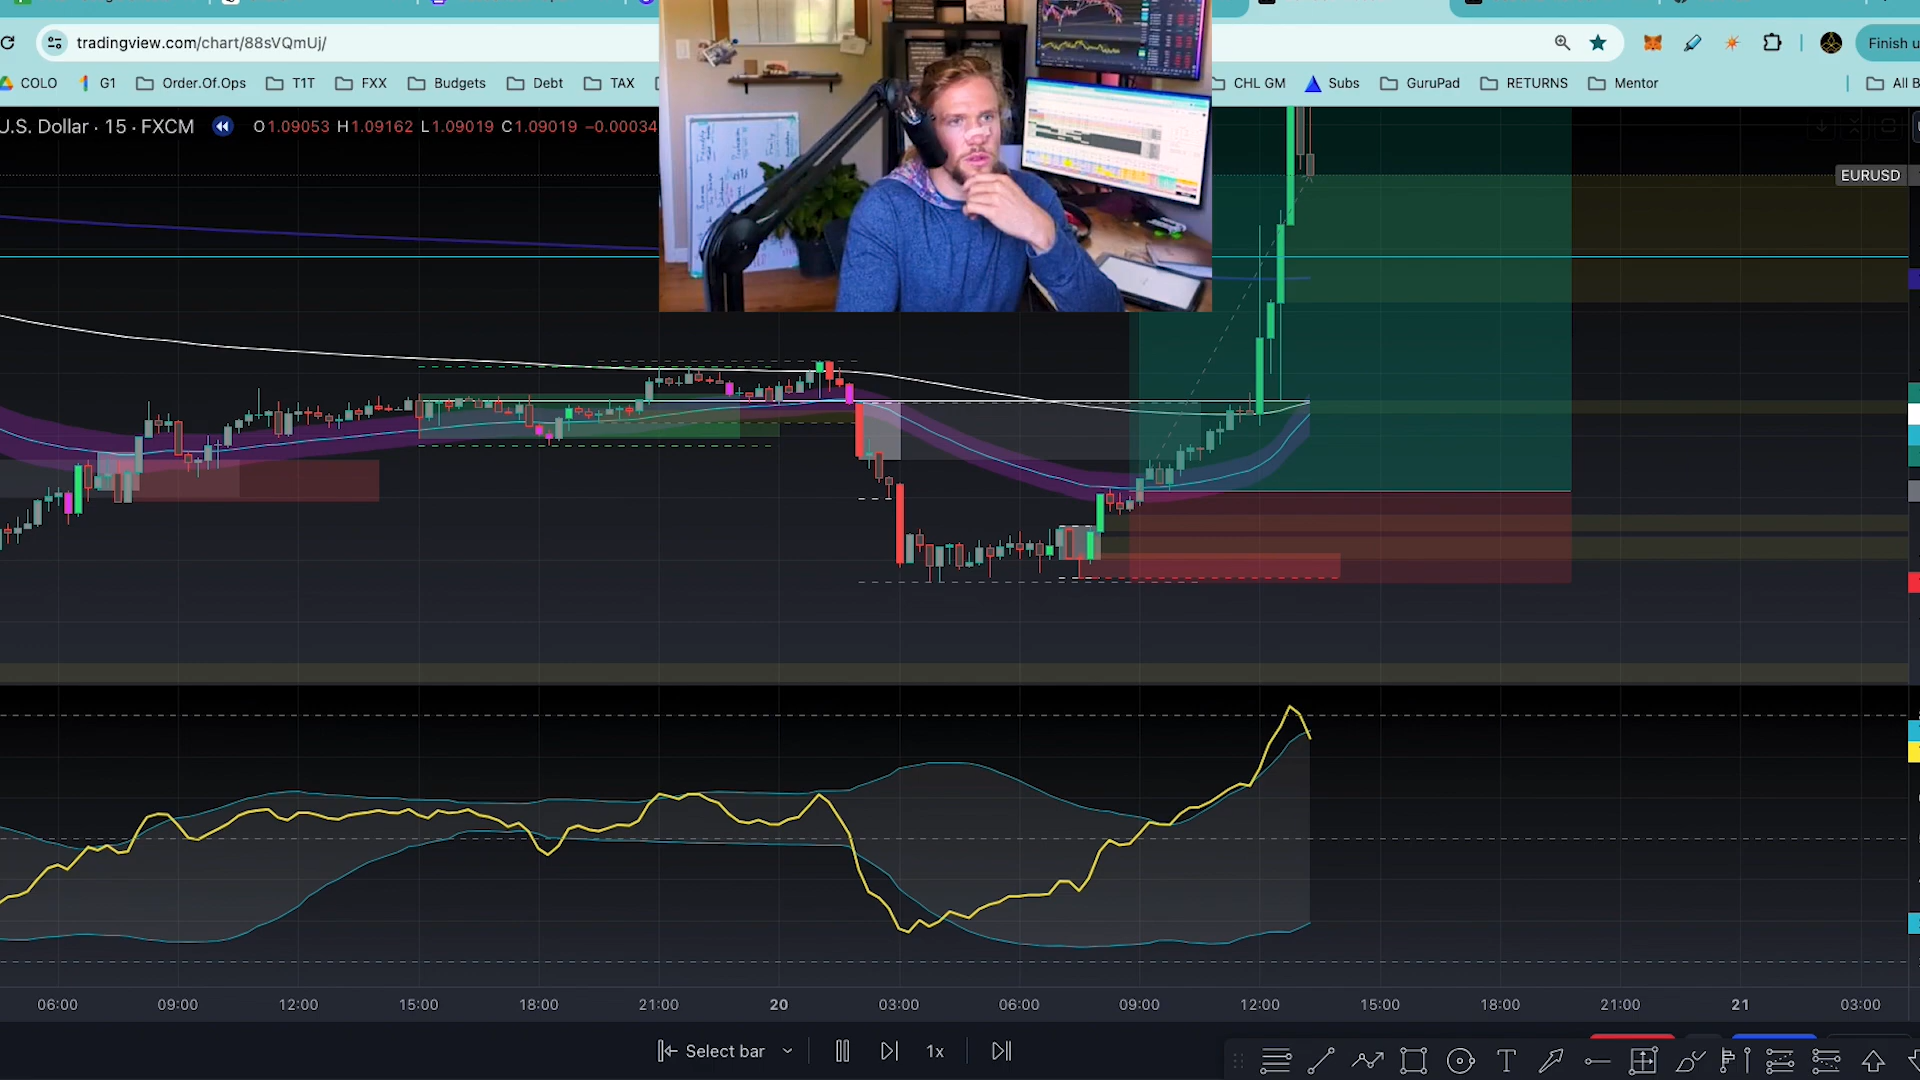 tradingview.com/chart/88sVQmUj/
Finish u
COLO G1 Order.Of.Ops T1T FXX Budgets Debt TAX CHL GM Subs GuruPad RETURNS Mentor All B
U.S. Dollar · 15 · FXCM O1.09053 H1.09162 L1.09019 C1.09019 −0.00034
EURUSD
06:00 09:00 12:00 15:00 18:00 21:00 20 03:00 06:00 09:00 12:00 15:00 18:00 21:00 21 03:00
Select bar 1x